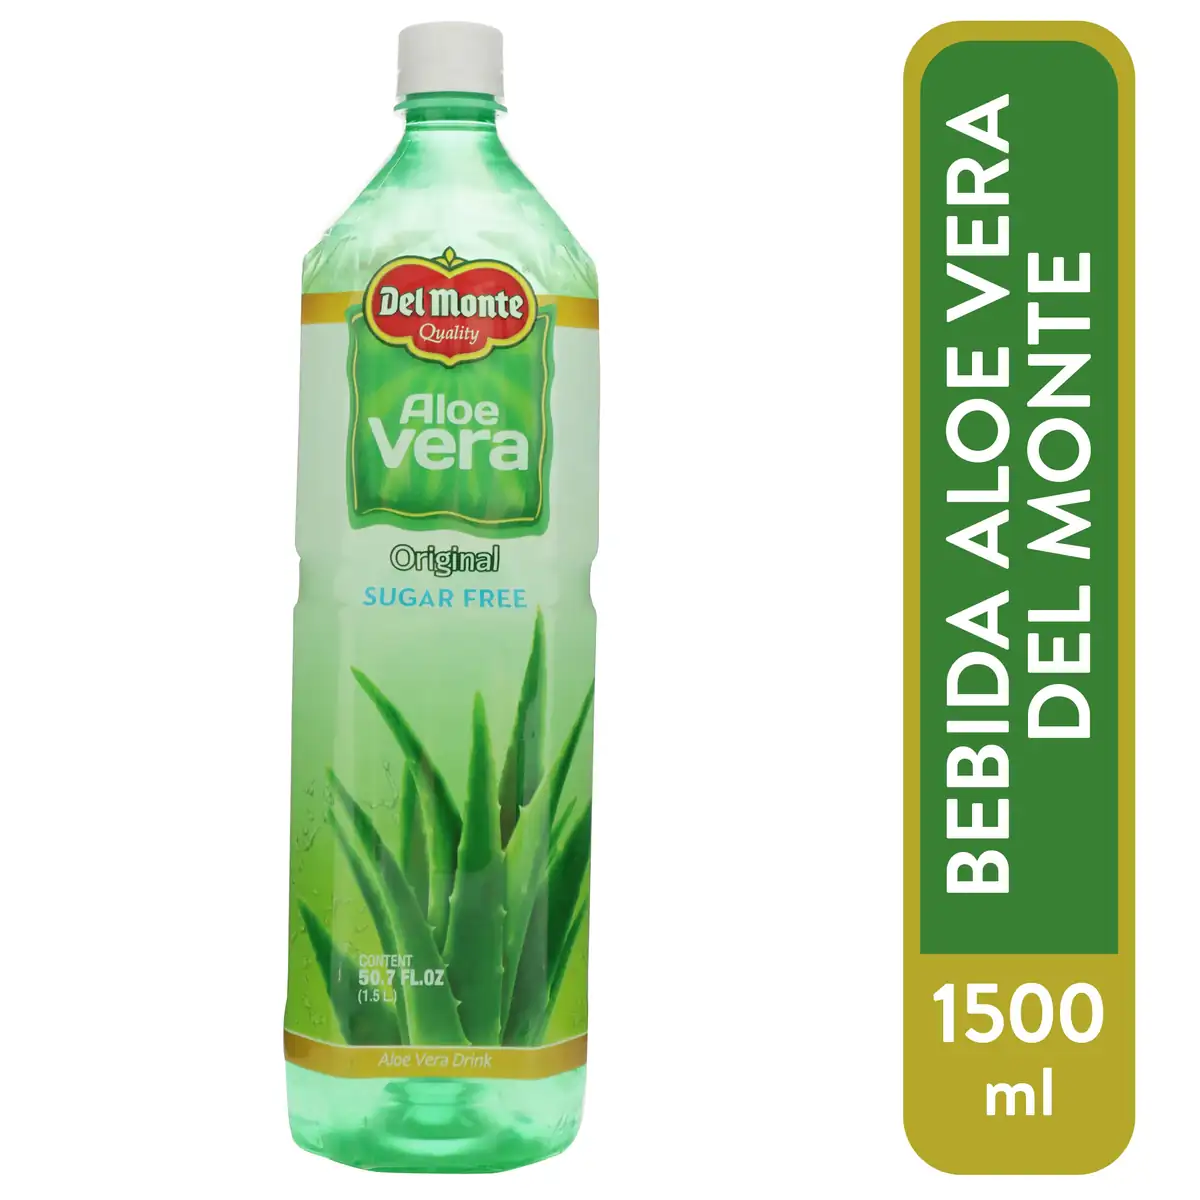 Del Monte
Quality
Aloe
Vera
Original
SUGAR FREE
CONTENT
50.7 FL.OZ
(1.5 L)
Aloe Vera Drink
BEBIDA ALOE VERA
DEL MONTE
1500
ml